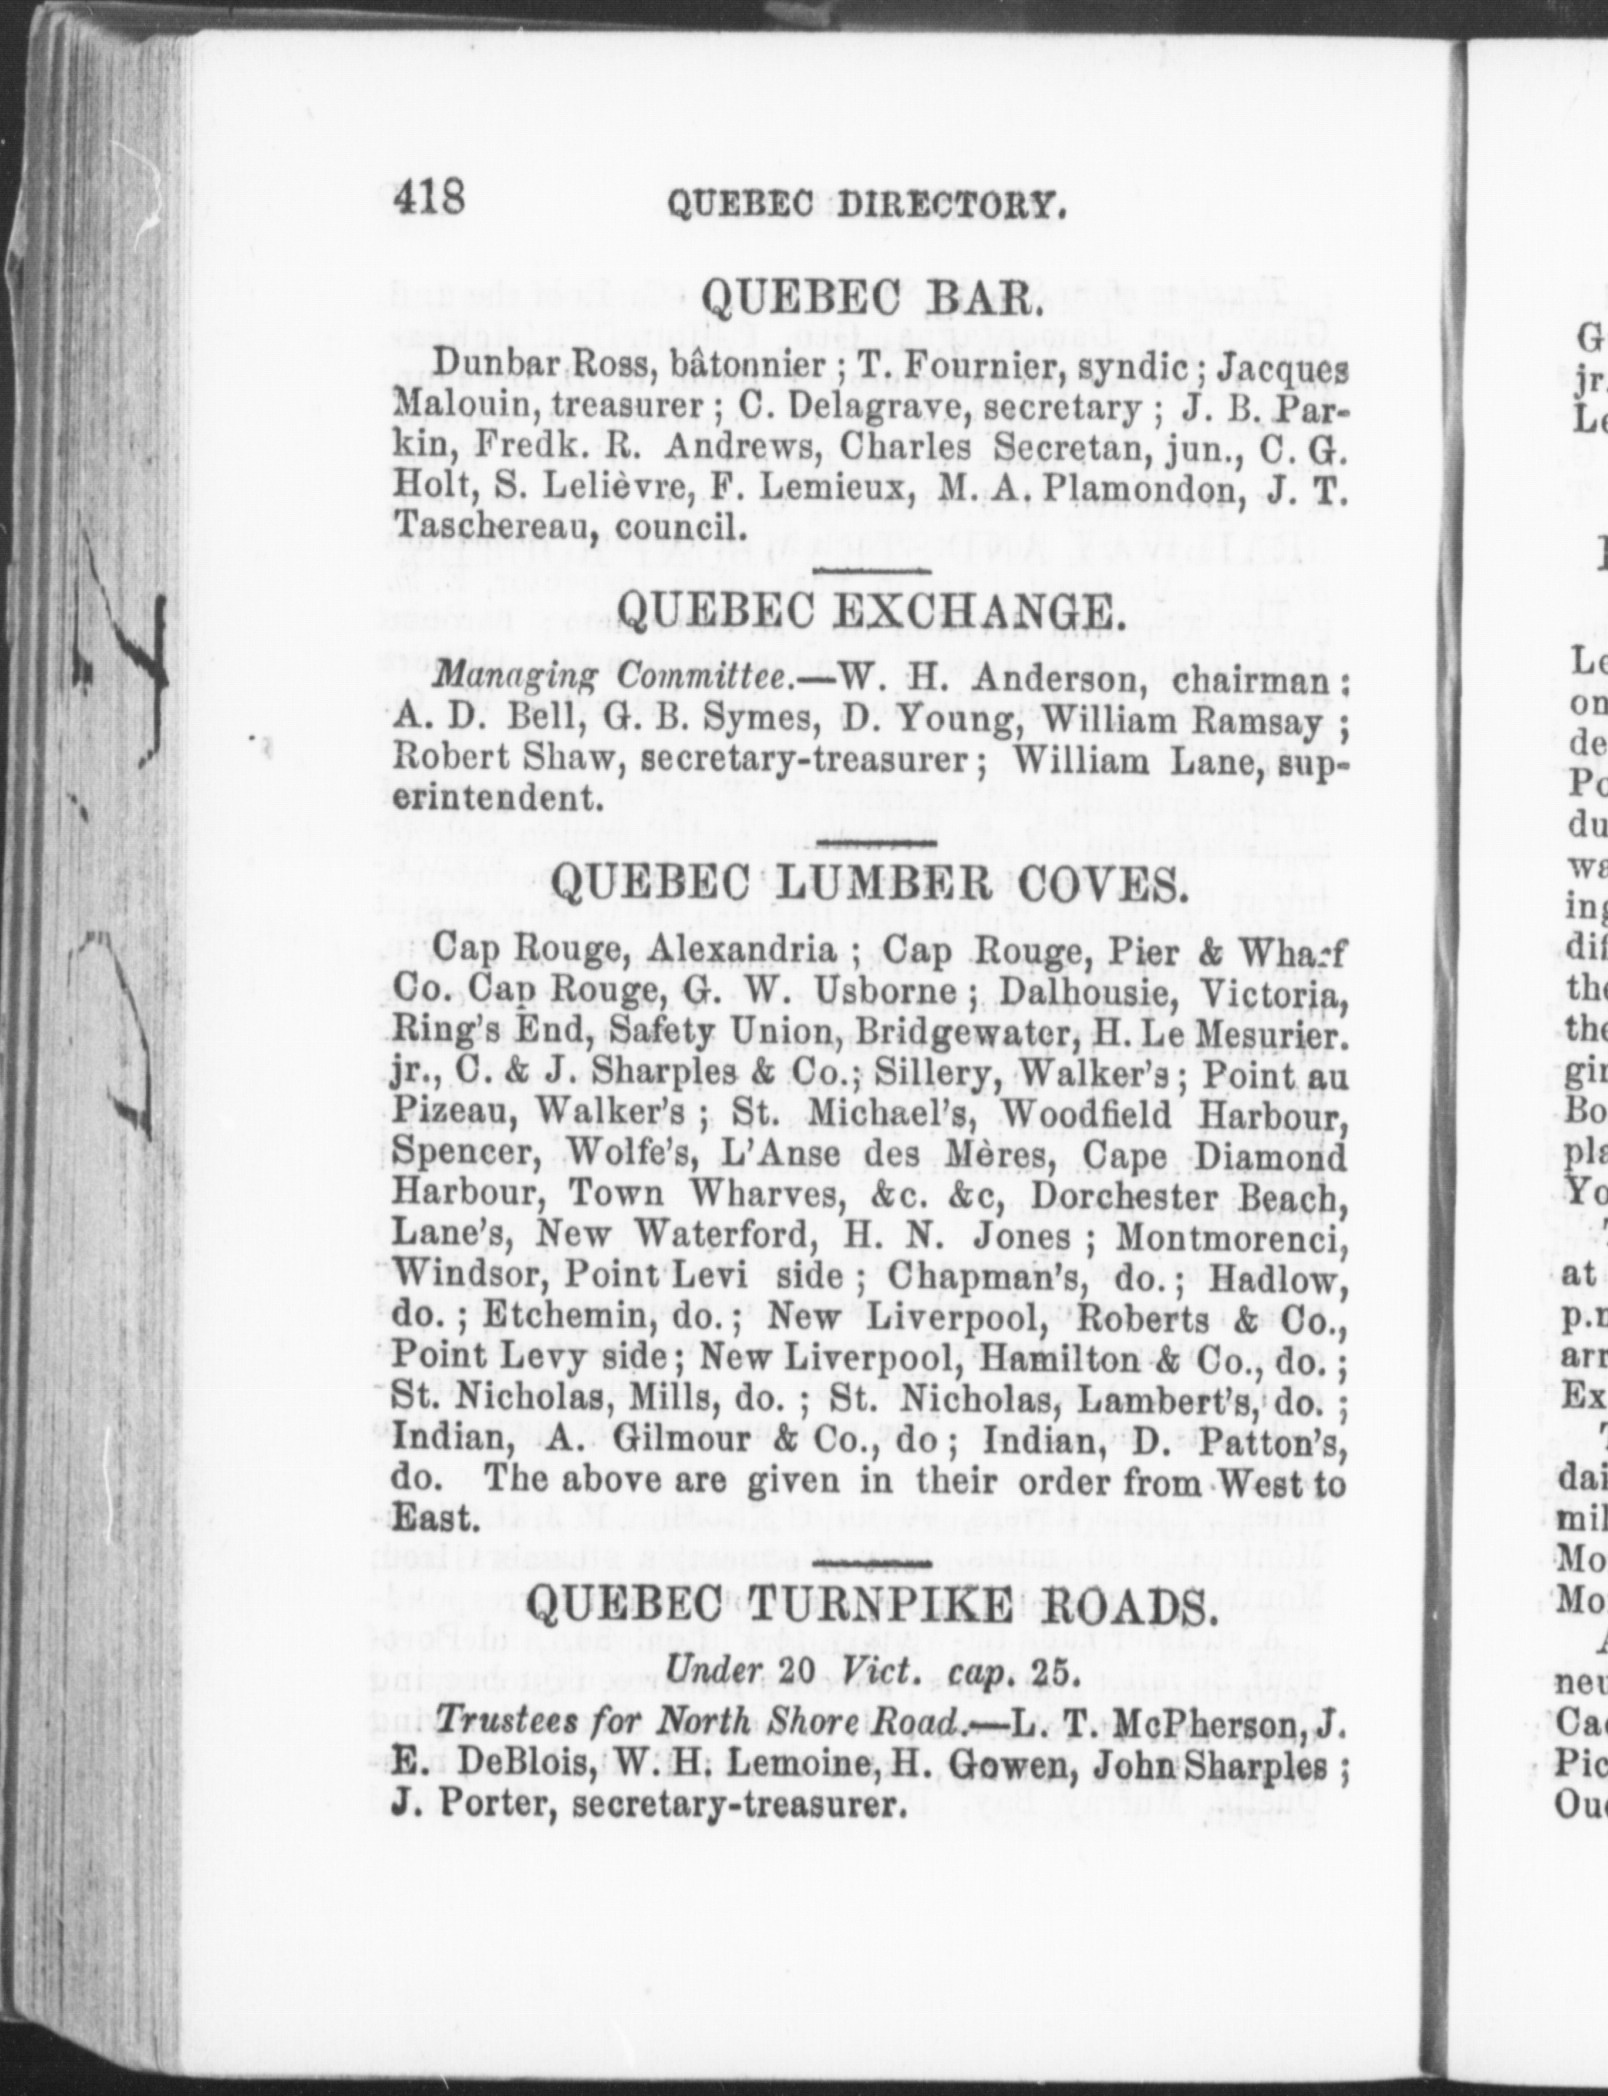 418 QUEBEC DIRECTORY.
QUEBEC BAR.
Dunbar Ross, bâtonnier ; T. Fournier, syndic ; Jacques
Malouin, treasurer ; C. Delagrave, secretary ; J. B. Par-
kin, Fredk. R. Andrews, Charles Secretan, jun., C. G.
Holt, S. Lelièvre, F. Lemieux, M. A. Plamondon, J. T.
Taschereau, council.
QUEBEC EXCHANGE.
Managing Committee.—W. H. Anderson, chairman :
A. D. Bell, G. B. Symes, D. Young, William Ramsay ;
Robert Shaw, secretary-treasurer ; William Lane, sup-
erintendent.
QUEBEC LUMBER COVES.
Cap Rouge, Alexandria ; Cap Rouge, Pier & Wharf
Co. Cap Rouge, G. W. Usborne ; Dalhousie, Victoria,
Ring's End, Safety Union, Bridgewater, H. Le Mesurier.
jr., C. & J. Sharples & Co.; Sillery, Walker's ; Point au
Pizeau, Walker's ; St. Michael's, Woodfield Harbour,
Spencer, Wolfe's, L'Anse des Mères, Cape Diamond
Harbour, Town Wharves, &c. &c, Dorchester Beach,
Lane's, New Waterford, H. N. Jones ; Montmorenci,
Windsor, Point Levi side ; Chapman's, do. ; Hadlow,
do. ; Etchemin, do. ; New Liverpool, Roberts & Co.,
Point Levy side ; New Liverpool, Hamilton & Co., do. ;
St. Nicholas, Mills, do. ; St. Nicholas, Lambert's, do. ;
Indian, A. Gilmour & Co., do ; Indian, D. Patton's,
do. The above are given in their order from West to
East.
QUEBEC TURNPIKE ROADS.
Under 20 Vict. cap. 25.
Trustees for North Shore Road.—L. T. McPherson, J.
E. DeBlois, W. H. Lemoine, H. Gowen, John Sharples ;
J. Porter, secretary-treasurer.